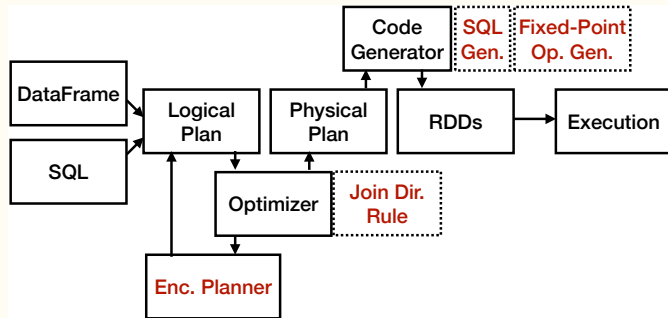 Code
Generator
SQL
Gen.
Fixed-Point
Op. Gen.
DataFrame
Logical
Plan
Physical
Plan
RDDs
Execution
SQL
Optimizer
Join Dir.
Rule
Enc. Planner